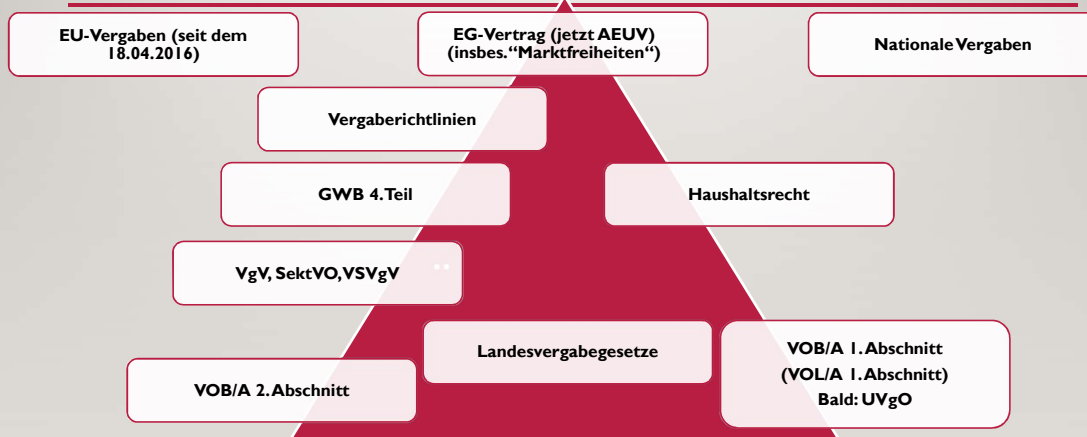 EU-Vergaben (seit dem
18.04.2016)
EG-Vertrag (jetzt AEUV)
(insbes.“Marktfreiheiten“)
Nationale Vergaben
Vergaberichtlinien
GWB 4. Teil
Haushaltsrecht
VgV, SektVO, VSVgV
Landesvergabegesetze
VOB/A 1. Abschnitt
(VOL/A 1. Abschnitt)
Bald: UVgO
VOB/A 2. Abschnitt